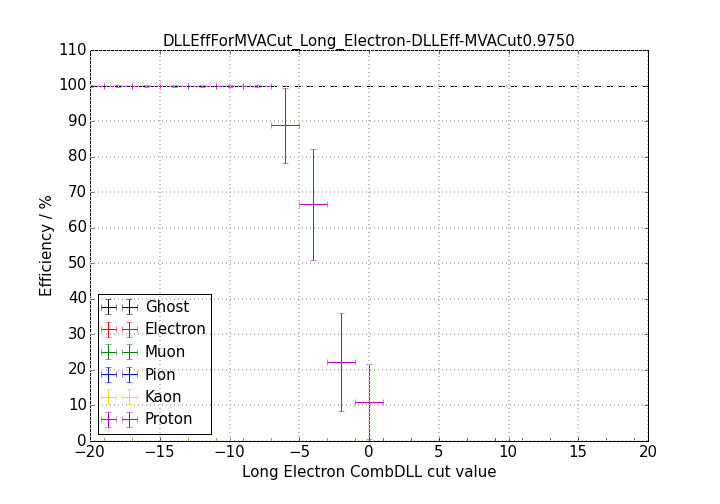 DLLEffForMVACut_Long_Electron-DLLEff-MVACut0.9750
110
100
90
80
70
60
50
40
30
20
10
0
Efficiency / %
Ghost
Electron
Muon
Pion
Kaon
Proton
−20 −15 −10 −5 0 5 10 15 20
Long Electron CombDLL cut value